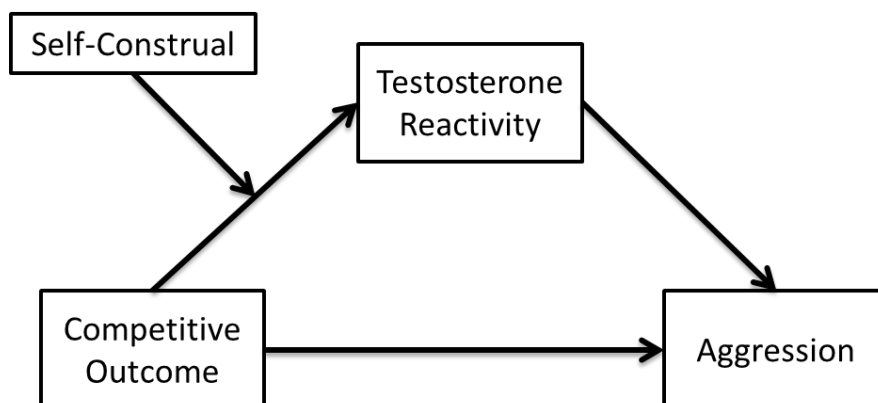 Self-Construal
Testosterone
Reactivity
Competitive
Outcome
Aggression